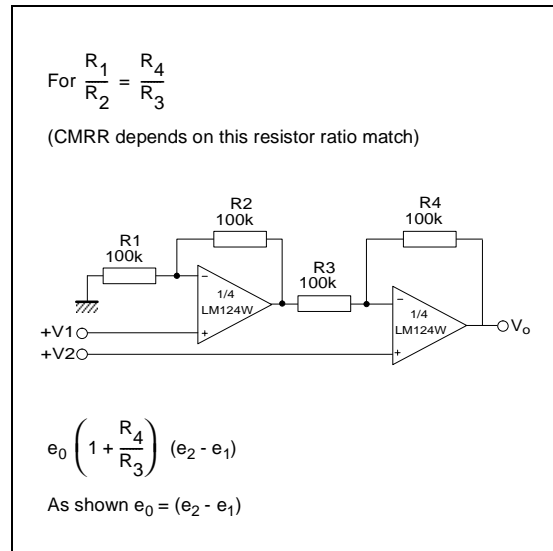 For R1/R2 = R4/R3
(CMRR depends on this resistor ratio match)
R2
100k
R4
100k
R1
100k
R3
100k
1/4
LM124W
1/4
LM124W
+V1
+V2
Vo
e0 (1 + R4/R3) (e2 - e1)
As shown e0 = (e2 - e1)